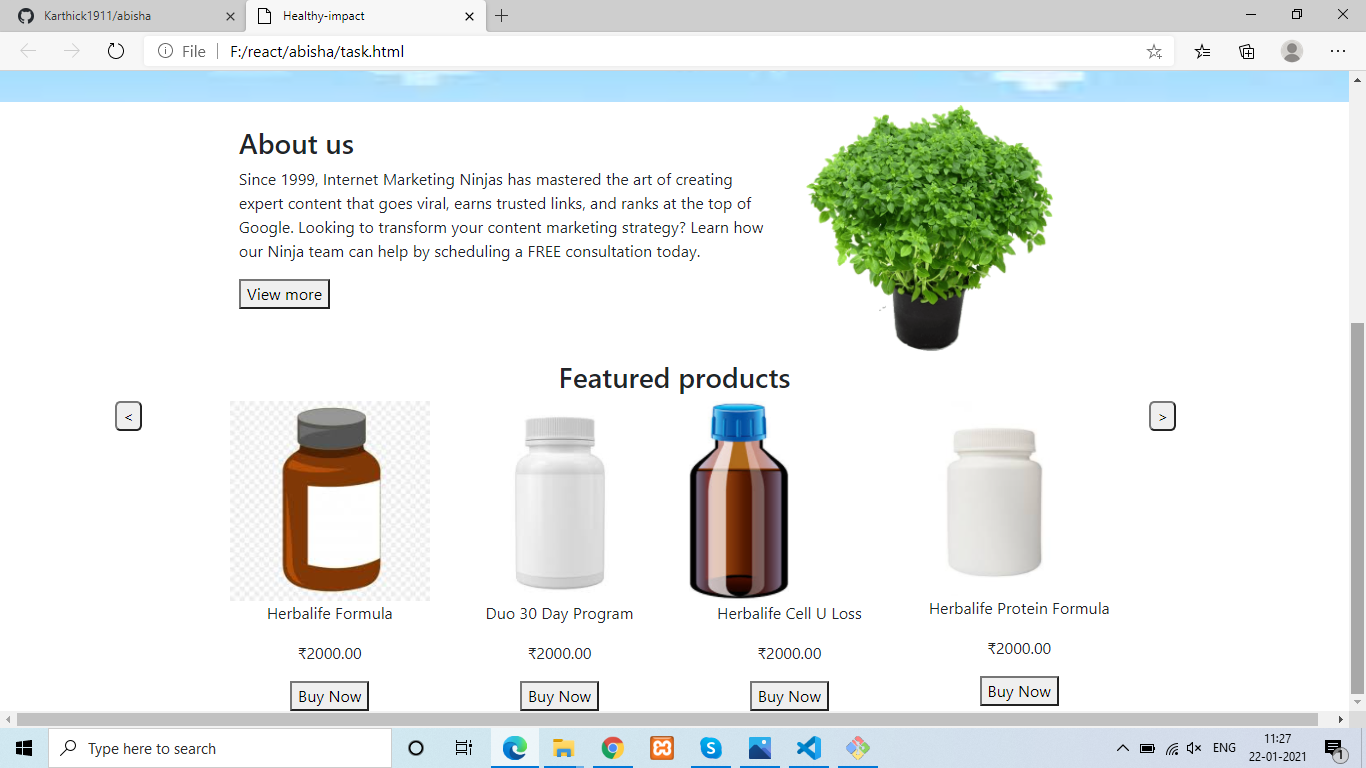 Karthick1911/abisha
Healthy-impact
File
F:/react/abisha/task.html
About us
Since 1999, Internet Marketing Ninjas has mastered the art of creating
expert content that goes viral, earns trusted links, and ranks at the top of
Google. Looking to transform your content marketing strategy? Learn how
our Ninja team can help by scheduling a FREE consultation today.
View more
Featured products
<
>
Herbalife Formula
Duo 30 Day Program
Herbalife Cell U Loss
Herbalife Protein Formula
₹2000.00
₹2000.00
₹2000.00
₹2000.00
Buy Now
Buy Now
Buy Now
Buy Now
Type here to search
ENG
11:27
22-01-2021
1